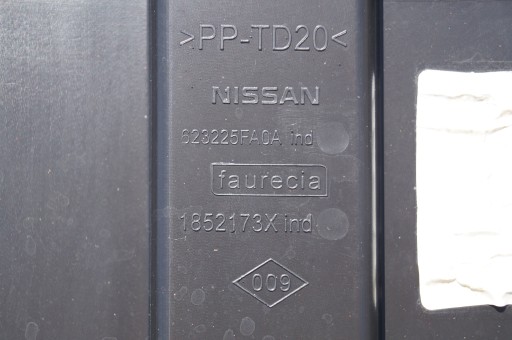 >PP-TD20<
NISSAN
623225FA0A ind
faurecia
1852173X ind
009